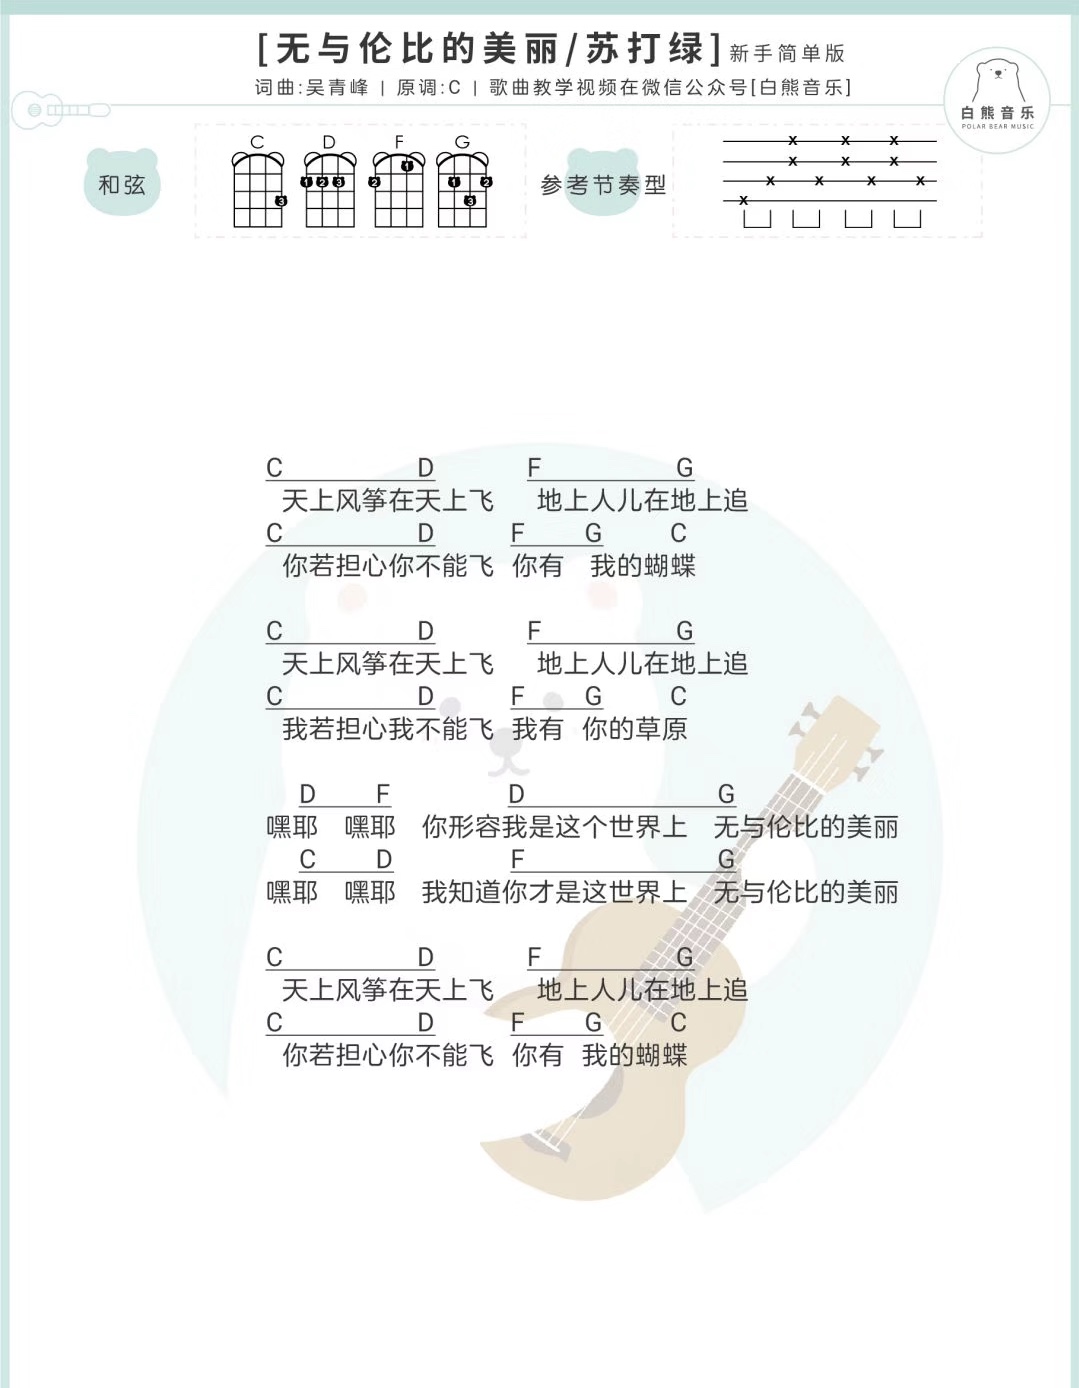 [无与伦比的美丽/苏打绿] 新手简单版
词曲:吴青峰 | 原调:C | 歌曲教学视频在微信公众号[白熊音乐]
白熊音乐
POLAR BEAR MUSIC
和弦
C D F G
3 1 2 3 1 2 1 2 3
参考节奏型
x x x
x x x
x x x x
x
C D F G
天上风筝在天上飞 地上人儿在地上追
C D F G C
你若担心你不能飞 你有 我的蝴蝶
C D F G
天上风筝在天上飞 地上人儿在地上追
C D F G C
我若担心我不能飞 我有 你的草原
D F D G
嘿耶 嘿耶 你形容我是这个世界上 无与伦比的美丽
C D F G
嘿耶 嘿耶 我知道你才是这世界上 无与伦比的美丽
C D F G
天上风筝在天上飞 地上人儿在地上追
C D F G C
你若担心你不能飞 你有 我的蝴蝶